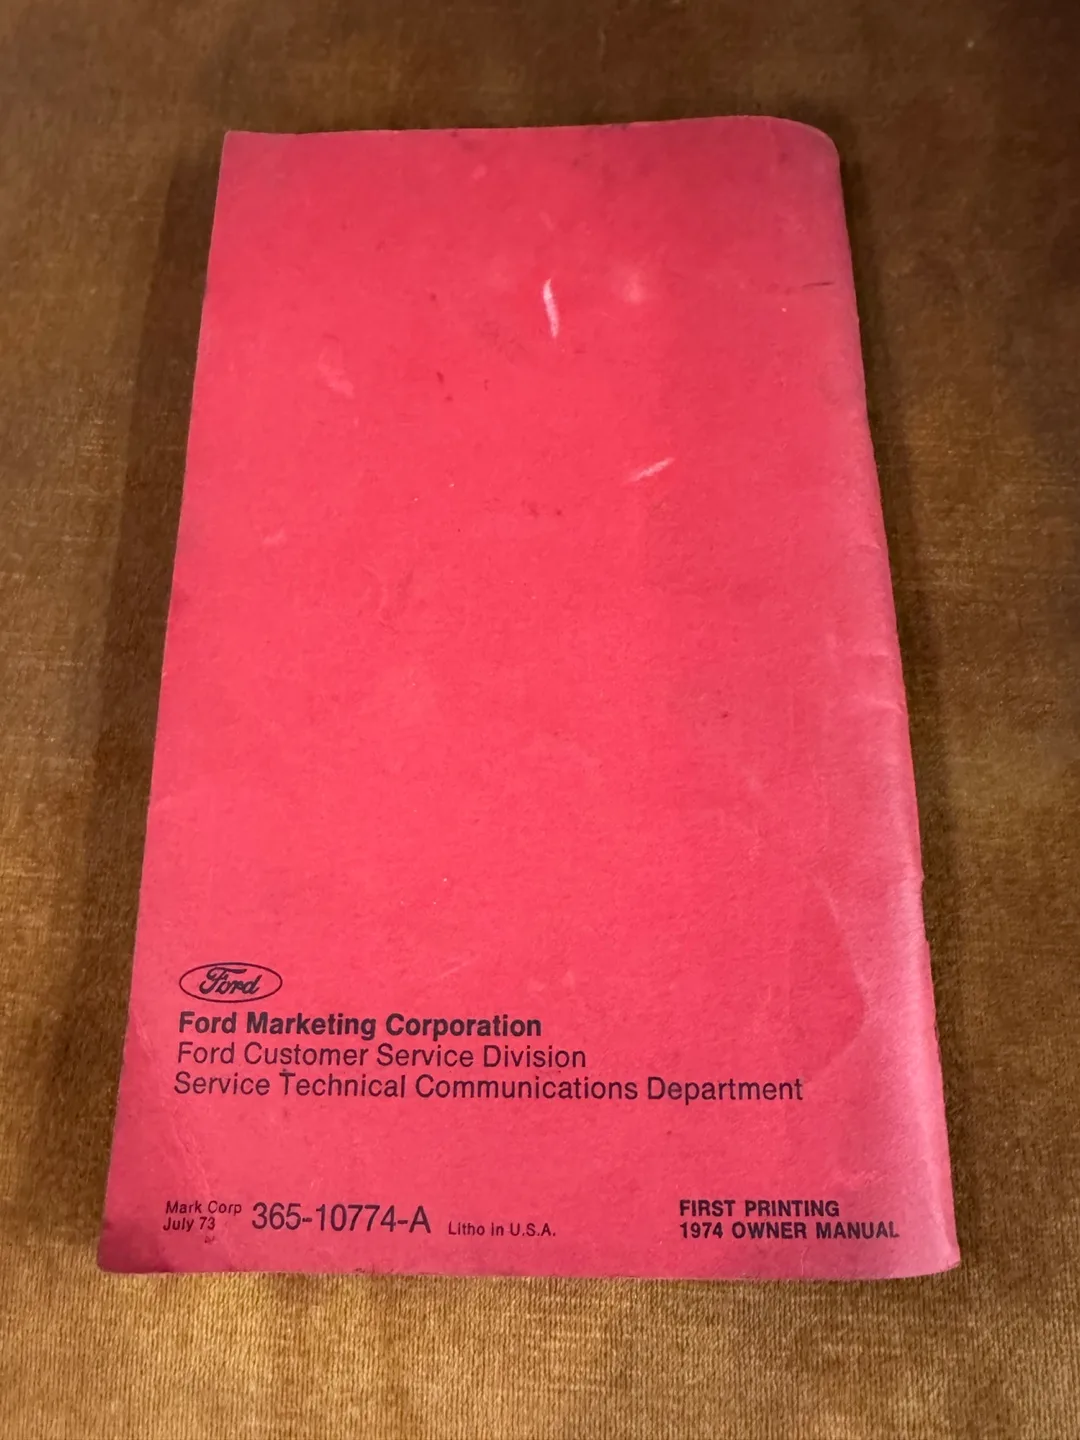 Ford
Ford Marketing Corporation
Ford Customer Service Division
Service Technical Communications Department
Mark Corp
July 73
365-10774-A
Litho in U.S.A.
FIRST PRINTING
1974 OWNER MANUAL